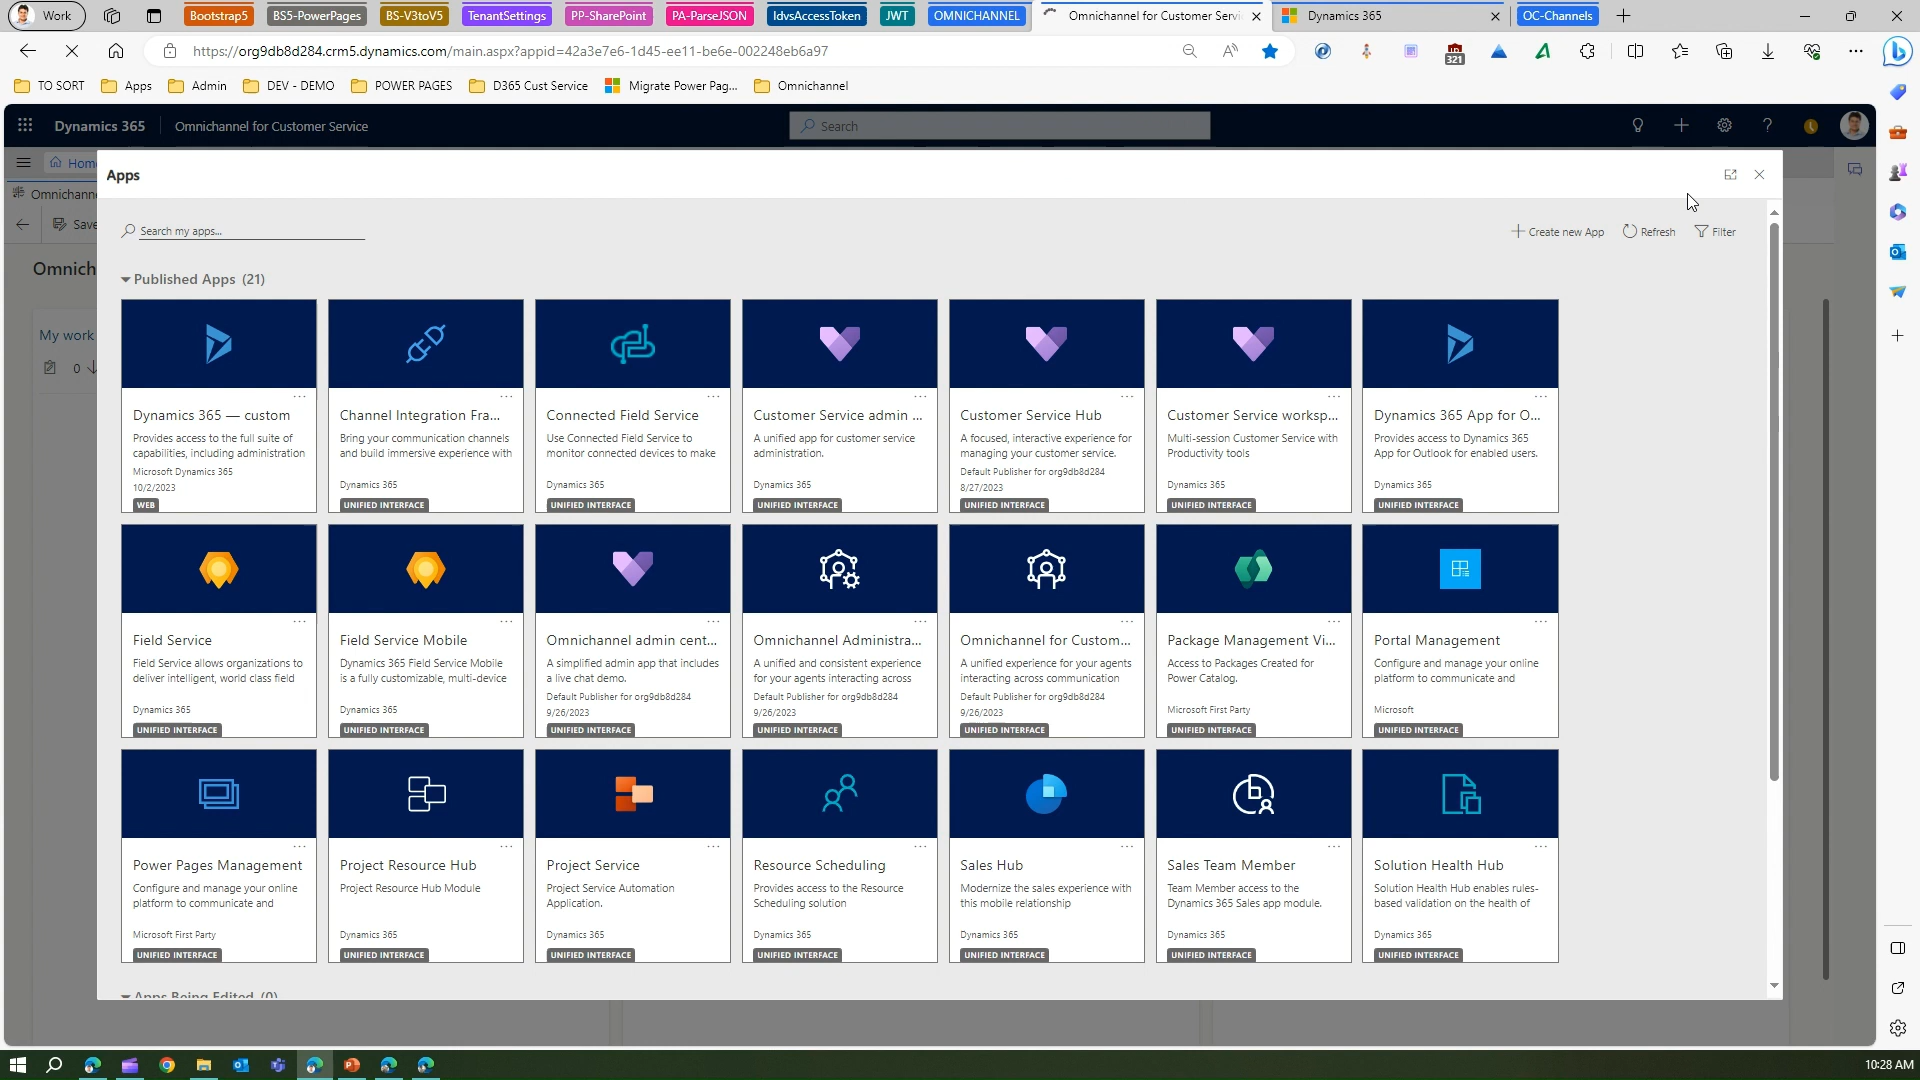 Work
Bootstrap5
BS5-PowerPages
BS-V3toV5
TenantSettings
PP-SharePoint
PA-ParseJSON
IdvsAccessToken
JWT
OMNICHANNEL
Omnichannel for Customer Servi
Dynamics 365
OC-Channels
https://org9db8d284.crm5.dynamics.com/main.aspx?appid=42a3e7e6-1d45-ee11-be6e-002248eb6a97
321
TO SORT
Apps
Admin
DEV - DEMO
POWER PAGES
D365 Cust Service
Migrate Power Pag...
Omnichannel
Dynamics 365
Omnichannel for Customer Service
Search
Hom
Omnichann
Save
Omnich
My work
0
Apps
Search my apps...
Create new App
Refresh
Filter
Published Apps (21)
Dynamics 365 — custom
Provides access to the full suite of
capabilities, including administration
Microsoft Dynamics 365
10/2/2023
WEB
Channel Integration Fra...
Bring your communication channels
and build immersive experience with
Dynamics 365
UNIFIED INTERFACE
Connected Field Service
Use Connected Field Service to
monitor connected devices to make
Dynamics 365
UNIFIED INTERFACE
Customer Service admin ...
A unified app for customer service
administration.
Dynamics 365
UNIFIED INTERFACE
Customer Service Hub
A focused, interactive experience for
managing your customer service.
Default Publisher for org9db8d284
8/27/2023
UNIFIED INTERFACE
Customer Service worksp...
Multi-session Customer Service with
Productivity tools
Dynamics 365
UNIFIED INTERFACE
Dynamics 365 App for O...
Provides access to Dynamics 365
App for Outlook for enabled users.
Dynamics 365
UNIFIED INTERFACE
Field Service
Field Service allows organizations to
deliver intelligent, world class field
Dynamics 365
UNIFIED INTERFACE
Field Service Mobile
Dynamics 365 Field Service Mobile
is a fully customizable, multi-device
Dynamics 365
UNIFIED INTERFACE
Omnichannel admin cent...
A simplified admin app that includes
a live chat demo.
Default Publisher for org9db8d284
9/26/2023
UNIFIED INTERFACE
Omnichannel Administra...
A unified and consistent experience
for your agents interacting across
Default Publisher for org9db8d284
9/26/2023
UNIFIED INTERFACE
Omnichannel for Custom...
A unified experience for your agents
interacting across communication
Default Publisher for org9db8d284
9/26/2023
UNIFIED INTERFACE
Package Management Vi...
Access to Packages Created for
Power Catalog.
Microsoft First Party
UNIFIED INTERFACE
Portal Management
Configure and manage your online
platform to communicate and
Microsoft
UNIFIED INTERFACE
Power Pages Management
Configure and manage your online
platform to communicate and
Microsoft First Party
UNIFIED INTERFACE
Project Resource Hub
Project Resource Hub Module
Dynamics 365
UNIFIED INTERFACE
Project Service
Project Service Automation
Application.
Dynamics 365
UNIFIED INTERFACE
Resource Scheduling
Provides access to the Resource
Scheduling solution
Dynamics 365
UNIFIED INTERFACE
Sales Hub
Modernize the sales experience with
this mobile relationship
Dynamics 365
UNIFIED INTERFACE
Sales Team Member
Team Member access to the
Dynamics 365 Sales app module.
Dynamics 365
UNIFIED INTERFACE
Solution Health Hub
Solution Health Hub enables rules-
based validation on the health of
Dynamics 365
UNIFIED INTERFACE
Apps Being Edited (0)
10:28 AM